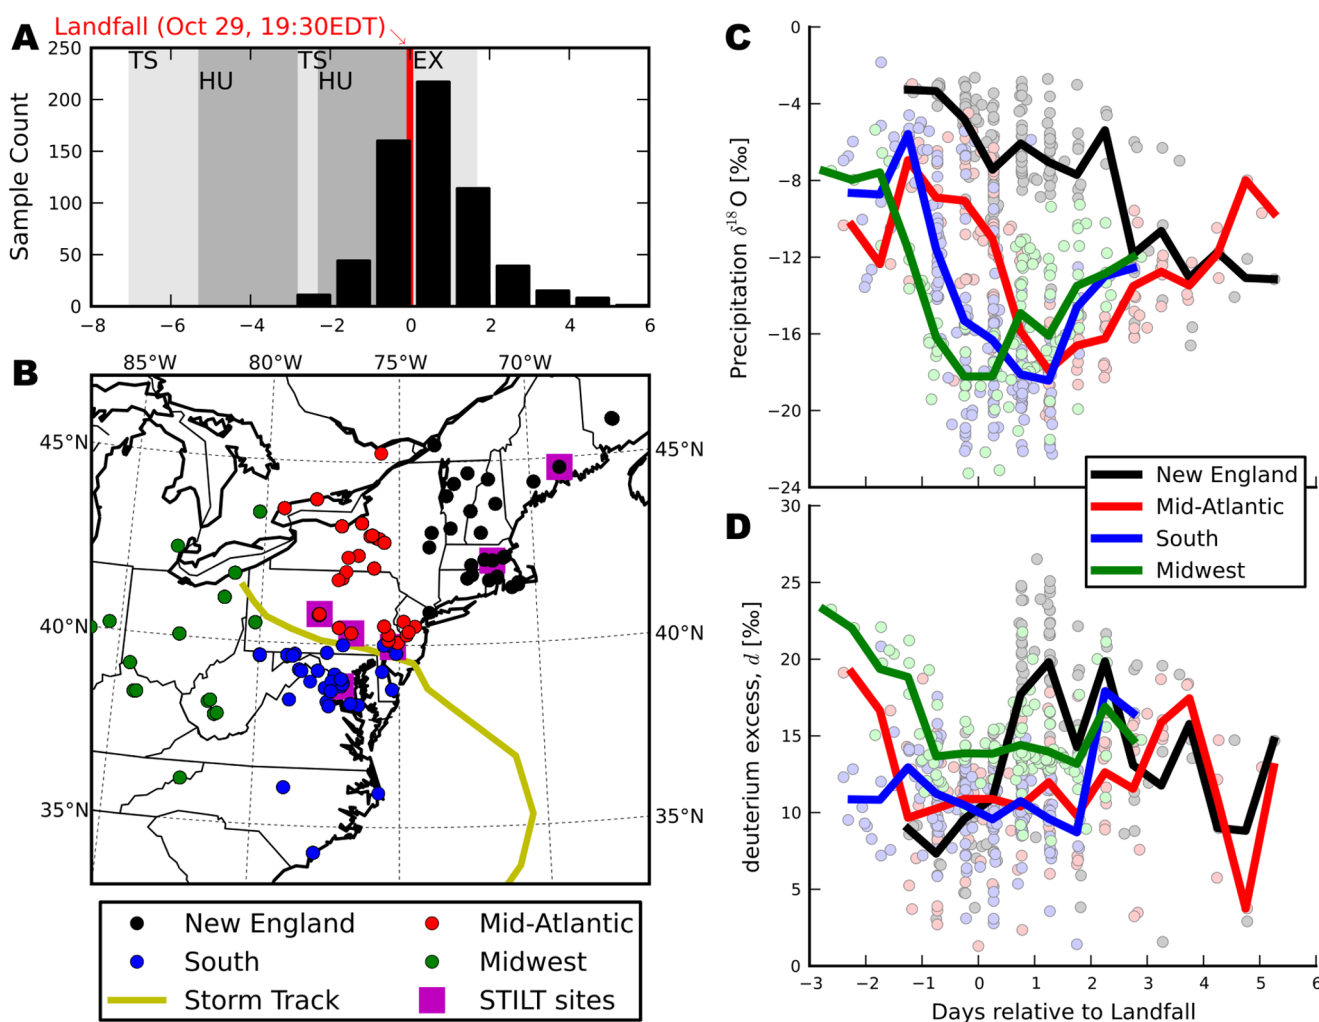 A
Landfall (Oct 29, 19:30EDT)
TS
HU
TS
HU
EX
Sample Count
250
200
150
100
50
0
−8
−6
−4
−2
0
2
4
6
B
85°W
80°W
75°W
70°W
45°N
40°N
35°N
45°N
40°N
35°N
New England
Mid-Atlantic
South
Midwest
Storm Track
STILT sites
C
Precipitation δ¹⁸O [‰]
−0
−4
−8
−12
−16
−20
−24
New England
Mid-Atlantic
South
Midwest
D
deuterium excess, d [‰]
30
25
20
15
10
5
0
−3
−2
−1
0
1
2
3
4
5
6
Days relative to Landfall